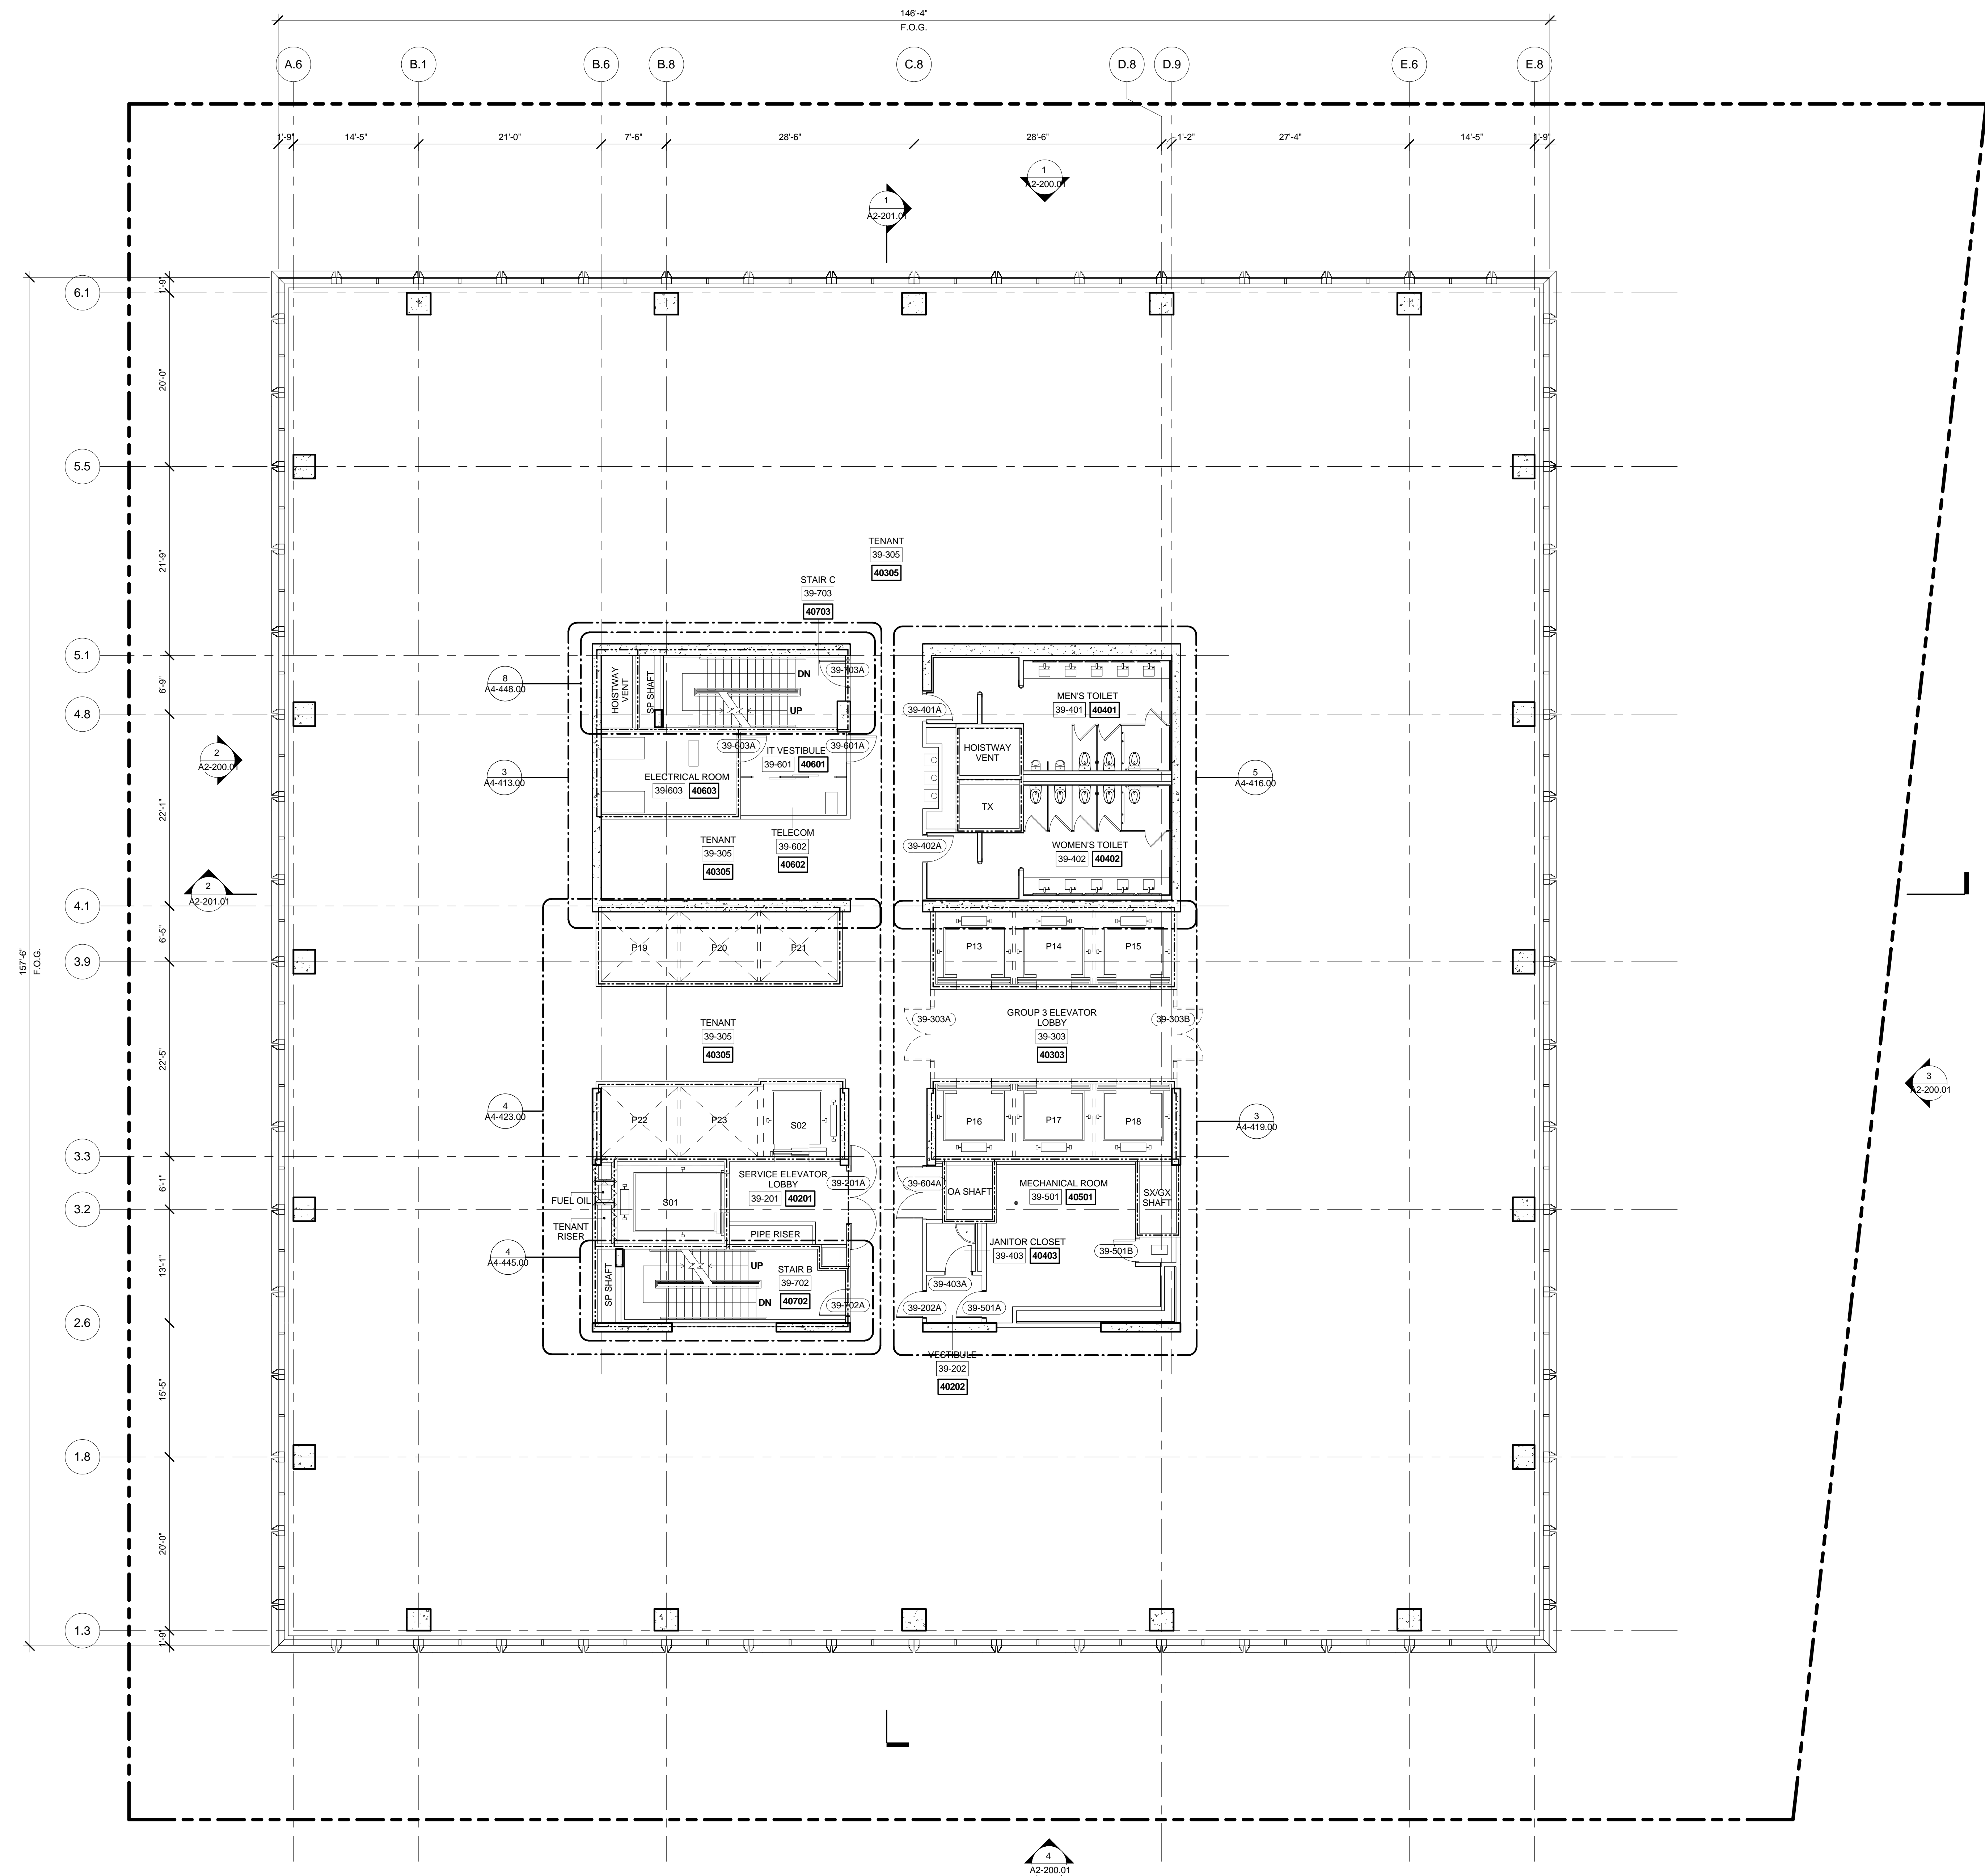 146'-4"
F.O.G.
A.6
B.1
B.6
B.8
C.8
D.8
D.9
E.6
E.8
1'-9"
14'-5"
21'-0"
7'-6"
28'-6"
28'-6"
1'-2"
27'-4"
14'-5"
1'-9"
1
A2-200.01
1
A2-201.01
6.1
5.5
5.1
4.8
4.1
3.9
3.3
3.2
2.6
1.8
1.3
1'-9"
20'-0"
21'-9"
6'-9"
22'-1"
6'-5"
22'-5"
6'-1"
13'-1"
15'-5"
20'-0"
1'-9"
157'-6"
F.O.G.
2
A2-200.01
2
A2-201.01
3
A2-200.01
4
A2-200.01
TENANT
39-305
40305
STAIR C
39-703
40703
8
A4-448.00
HOISTWAY
VENT
SP SHAFT
DN
UP
39-703A
39-603A
39-601A
IT VESTIBULE
39-601 40601
3
A4-413.00
ELECTRICAL ROOM
39-603 40603
TELECOM
39-602
40602
TENANT
39-305
40305
39-401A
MEN'S TOILET
39-401 40401
HOISTWAY
VENT
TX
5
A4-416.00
39-402A
WOMEN'S TOILET
39-402 40402
P19
P20
P21
P13
P14
P15
TENANT
39-305
40305
39-303A
GROUP 3 ELEVATOR
LOBBY
39-303
40303
39-303B
4
A4-423.00
P22
P23
S02
P16
P17
P18
3
A4-419.00
SERVICE ELEVATOR
LOBBY
39-201 40201
39-201A
FUEL OIL
S01
TENANT
RISER
PIPE RISER
39-604A
OA SHAFT
MECHANICAL ROOM
39-501 40501
SX/GX
SHAFT
4
A4-445.00
SP SHAFT
UP
STAIR B
39-702
40702
DN
39-702A
JANITOR CLOSET
39-403 40403
39-501B
39-403A
39-202A
39-501A
VESTIBULE
39-202
40202